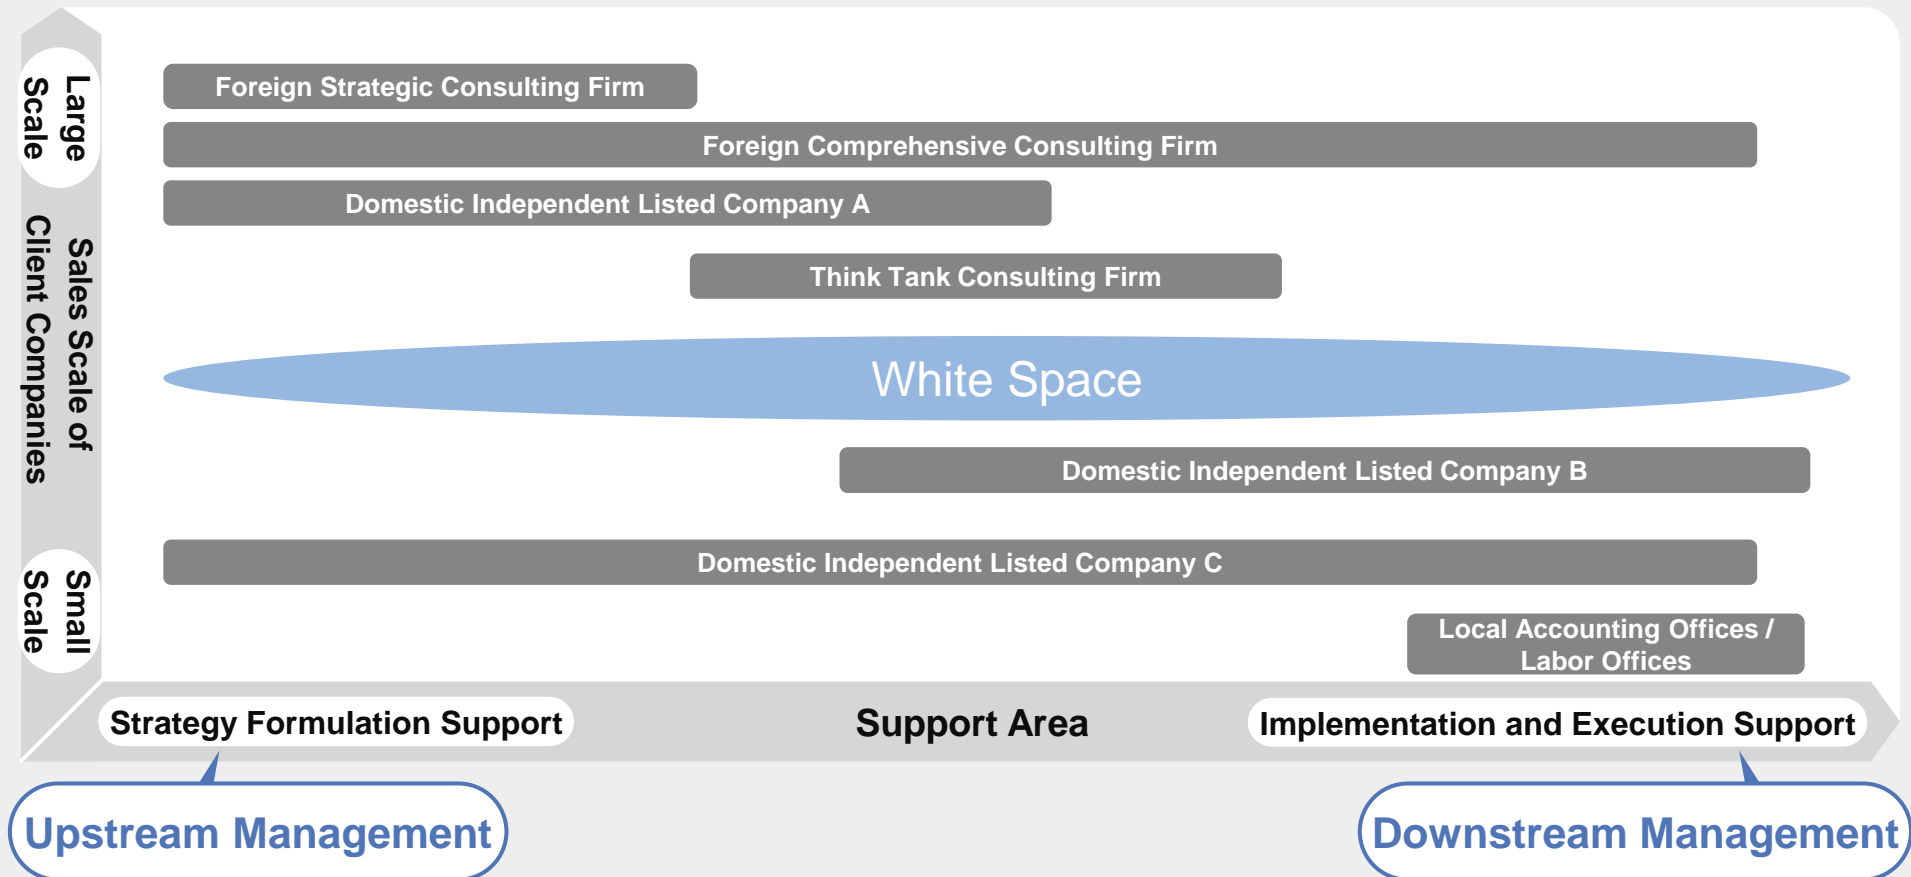 Large
Scale
Sales Scale of
Client Companies
Small
Scale
Foreign Strategic Consulting Firm
Foreign Comprehensive Consulting Firm
Domestic Independent Listed Company A
Think Tank Consulting Firm
White Space
Domestic Independent Listed Company B
Domestic Independent Listed Company C
Local Accounting Offices /
Labor Offices
Strategy Formulation Support
Support Area
Implementation and Execution Support
Upstream Management
Downstream Management